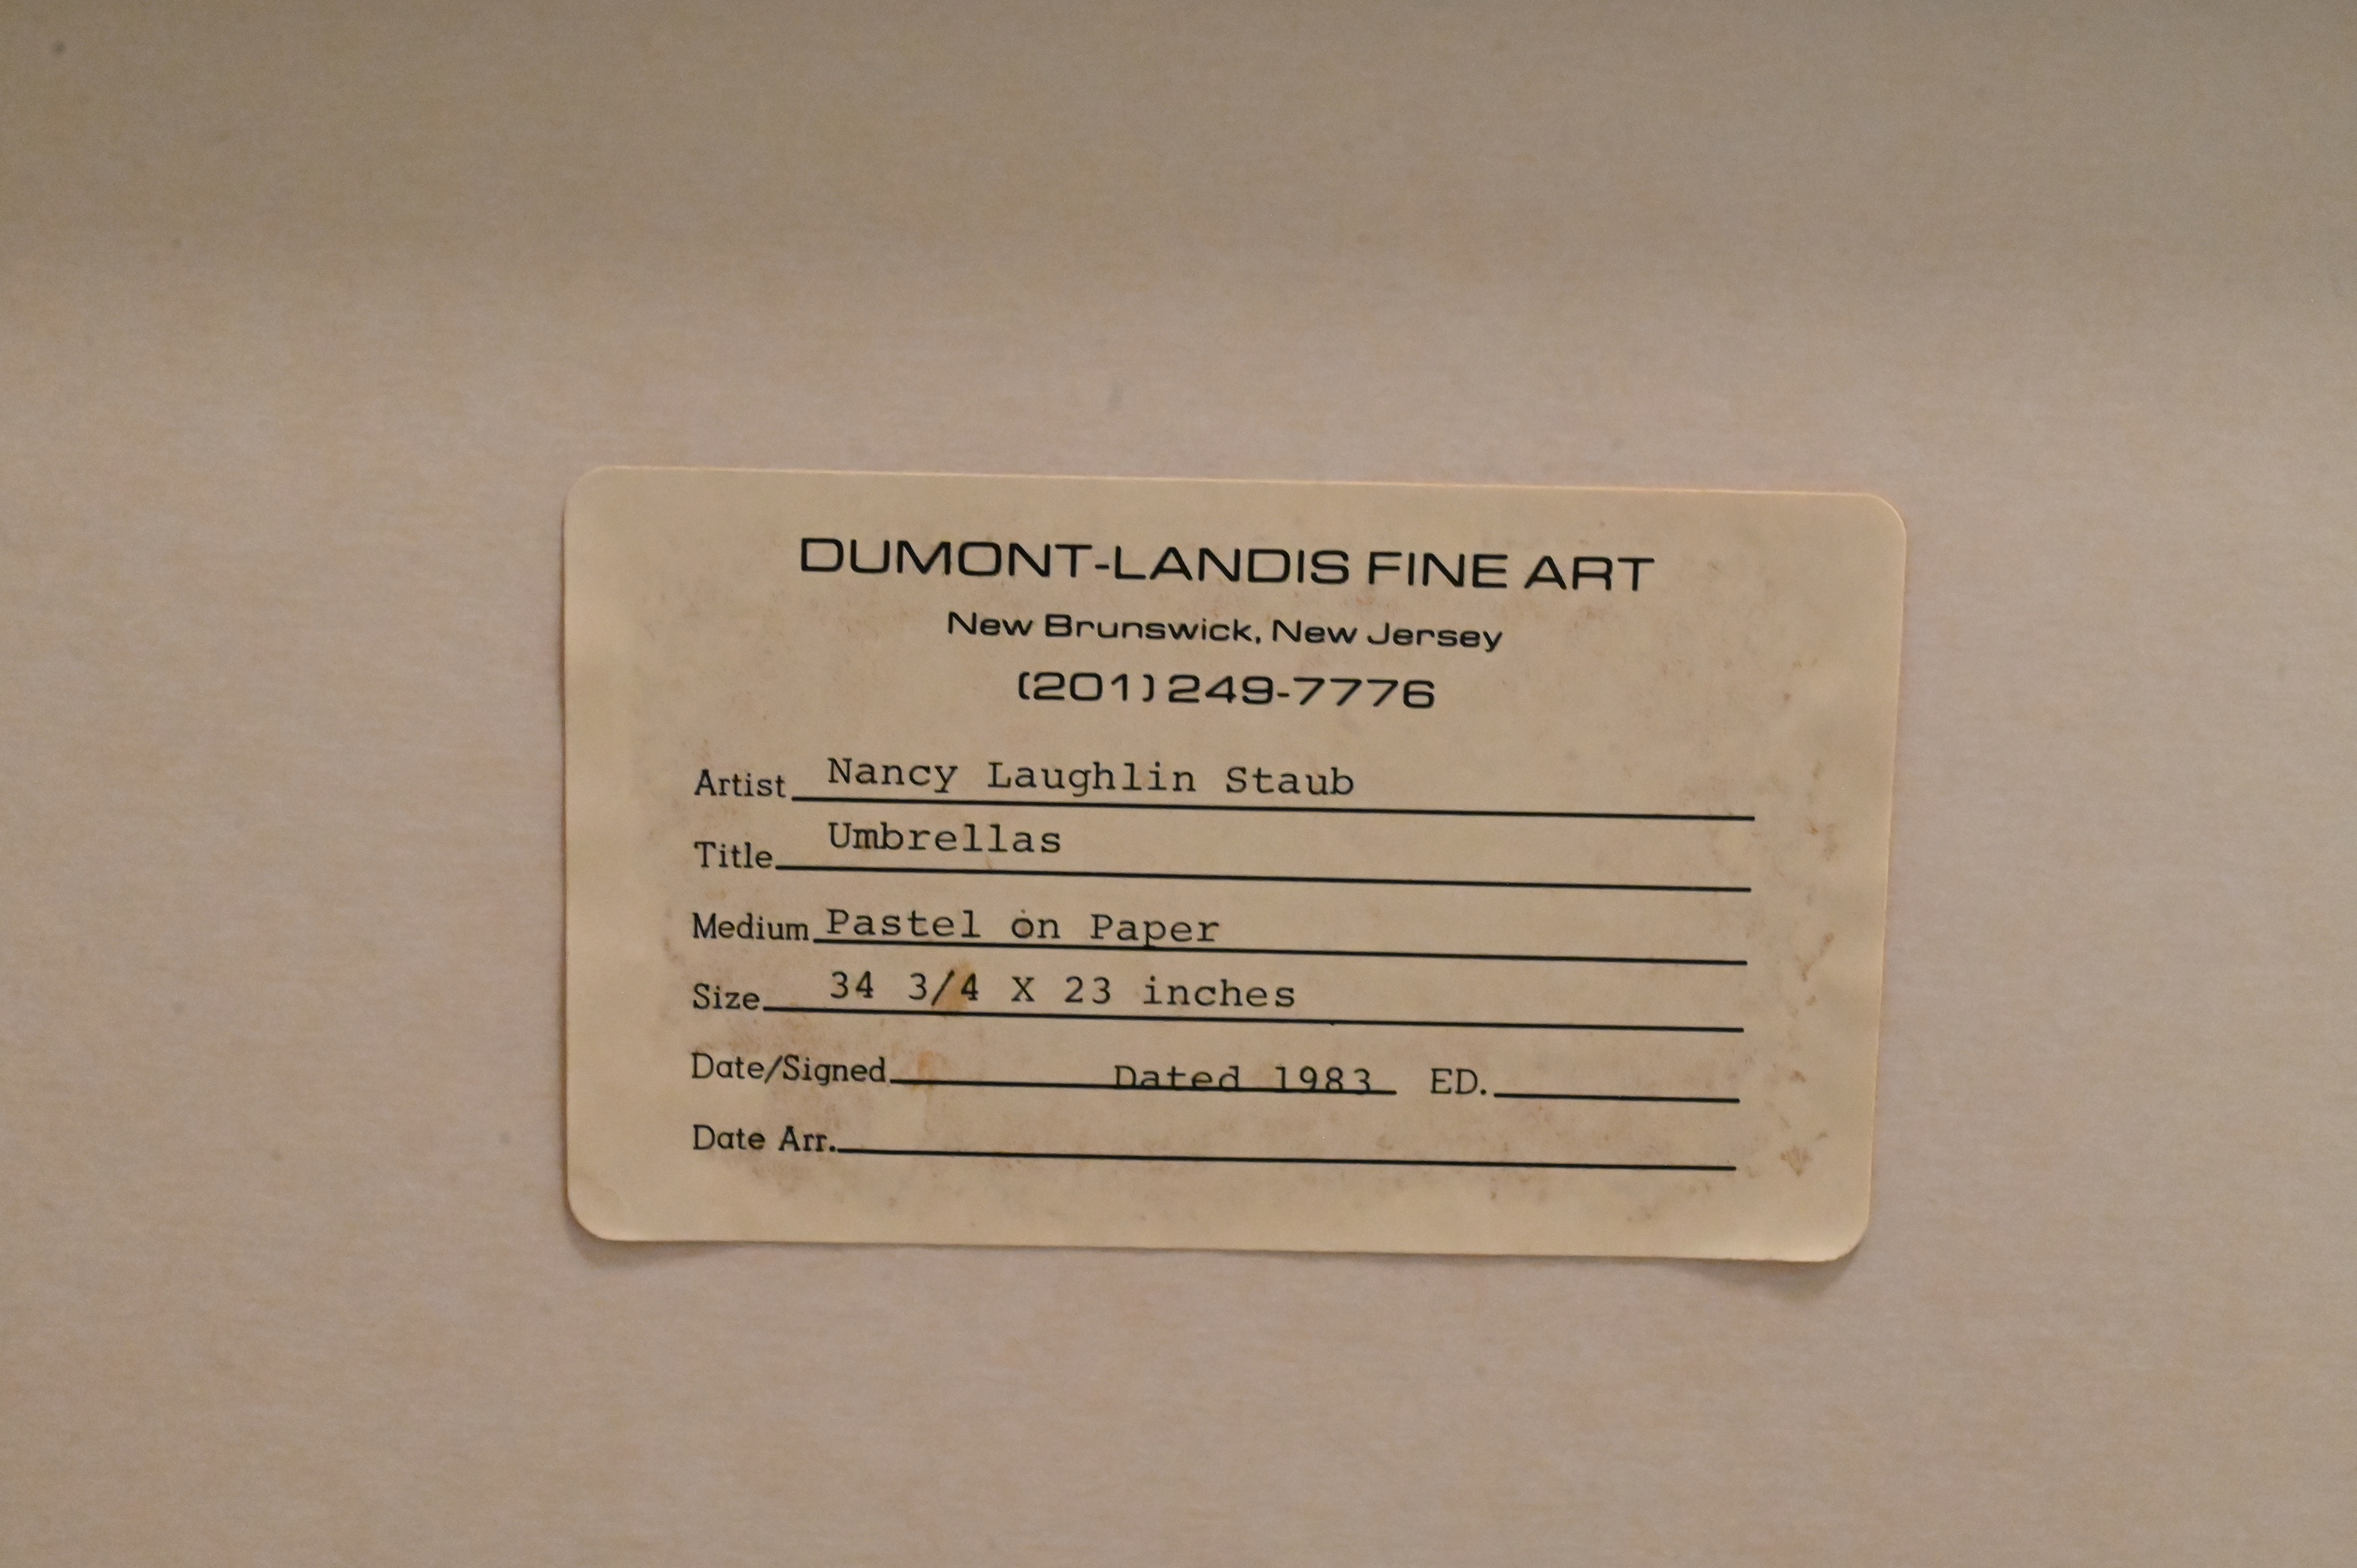 DUMONT-LANDIS FINE ART
New Brunswick, New Jersey
(201) 249-7776
Artist Nancy Laughlin Staub
Title Umbrellas
Medium Pastel on Paper
Size 34 3/4 X 23 inches
Date/Signed Dated 1983 ED.
Date Arr.